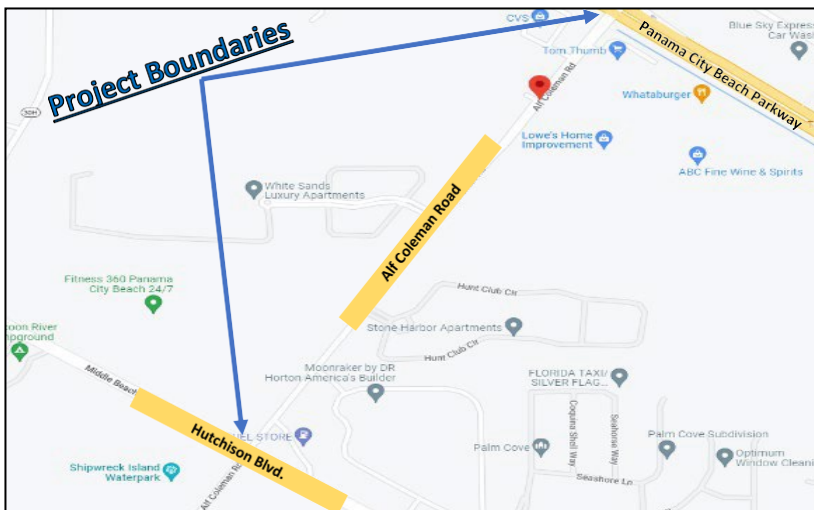 Project Boundaries
CVS
Tom Thumb
Alf Coleman Rd
Panama City Beach Parkway
Blue Sky Express
Car Wash
Whataburger
Lowe's Home
Improvement
ABC Fine Wine & Spirits
30H
White Sands
Luxury Apartments
Alf Coleman Road
Fitness 360 Panama
City Beach 24/7
Hunt Club Cir
Stone Harbor Apartments
Hunt Club Cir
Moonraker by DR
Horton America's Builder
FLORIDA TAXI/
SILVER FLAG...
Middle Beach
Hutchison Blvd.
STORE
Coquina Shell Way
Seahorse Way
Palm Cove
Palm Cove Subdivision
Optimum
Window Cleani
Seashore Ln
Shipwreck Island
Waterpark
Alf Coleman Rd